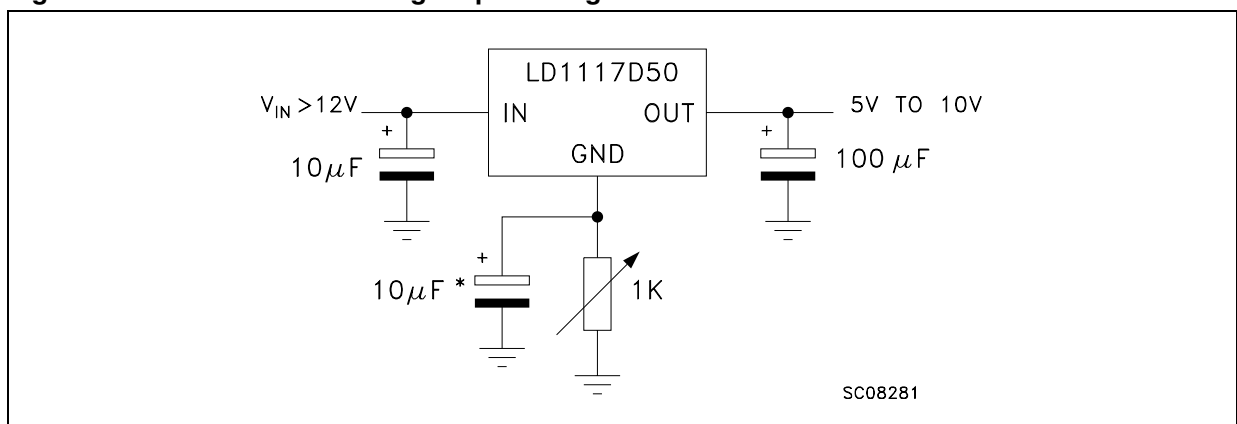 LD1117D50
V_IN >12V
IN
OUT
5V TO 10V
GND
+
10μF
+
100 μF
+
10μF *
1K
SC08281